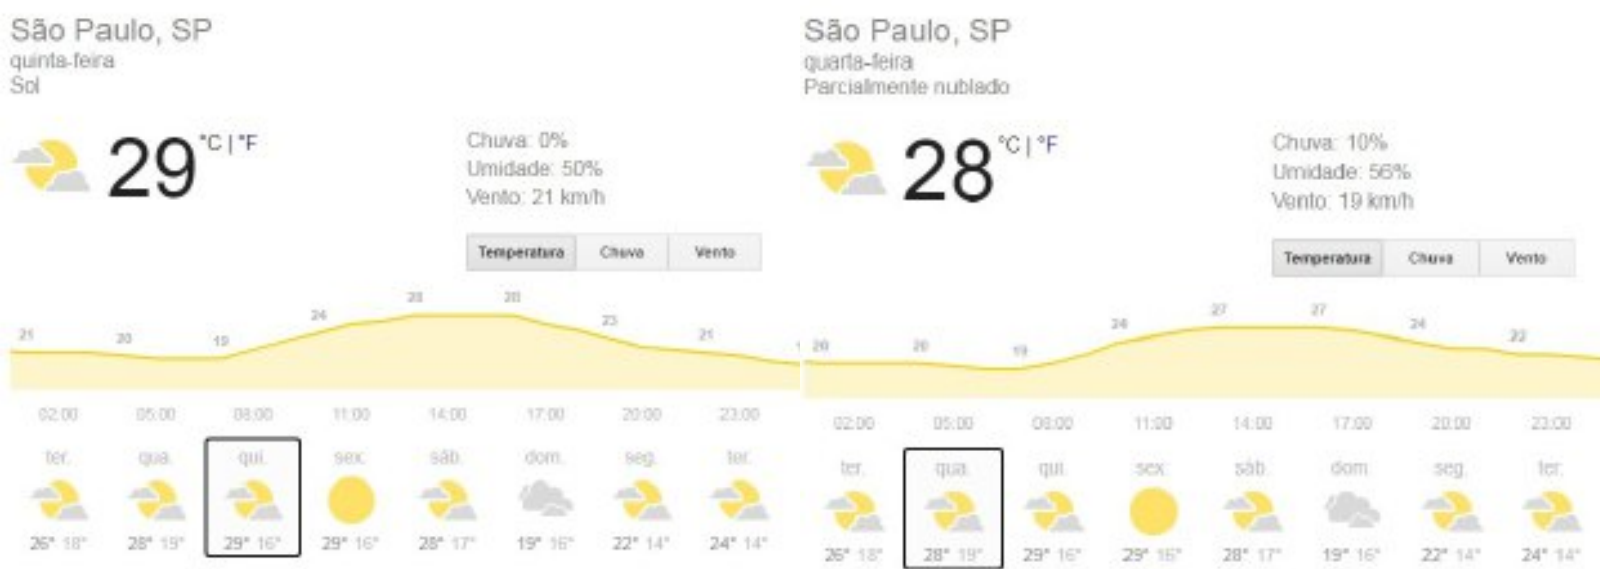 São Paulo, SP
quinta-feira
Sol
29 °C | °F
Chuva: 0%
Umidade: 50%
Vento: 21 km/h
Temperatura Chuva Vento
21 20 19 24 28 28 23 21
02:00 05:00 08:00 11:00 14:00 17:00 20:00 23:00
ter. qua. qui. sex. sáb. dom. seg. ter.
26° 18° 28° 19° 29° 16° 29° 16° 28° 17° 19° 16° 22° 14° 24° 14°
São Paulo, SP
quarta-feira
Parcialmente nublado
28 °C | °F
Chuva: 10%
Umidade: 56%
Vento: 19 km/h
Temperatura Chuva Vento
20 20 19 27 27 24 22
02:00 05:00 08:00 11:00 14:00 17:00 20:00 23:00
ter. qua. qui. sex. sáb. dom. seg. ter.
26° 18° 28° 19° 29° 16° 29° 16° 28° 17° 19° 16° 22° 14° 24° 14°